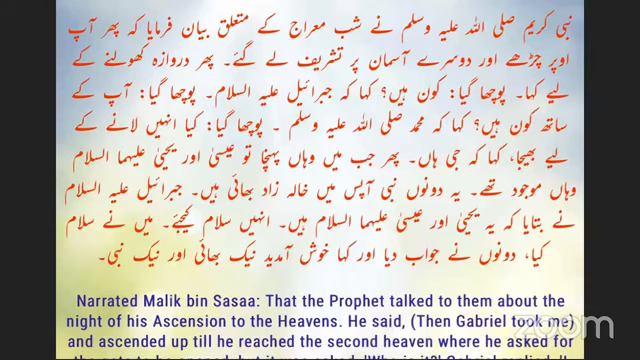 نبی کریم صلی اللہ علیہ وسلم نے شب معراج کے متعلق بیان فرمایا کہ پھر آپ
اوپر چڑھے اور دوسرے آسمان پر تشریف لے گئے۔ پھر دروازہ کھولنے کے
لیے کہا۔ پوچھا گیا: کون ہیں؟ کہا کہ جبرائیل علیہ السلام۔ پوچھا گیا: آپ کے
ساتھ کون ہیں؟ کہا کہ محمد صلی اللہ علیہ وسلم ۔ پوچھا گیا: کیا انہیں لانے کے
لیے بھیجا، کہا کہ جی ہاں۔ پھر جب میں وہاں پہنچا تو عیسیٰ اور یحییٰ علیہما السلام
وہاں موجود تھے۔ یہ دونوں نبی آپس میں خالہ زاد بھائی ہیں۔ جبرائیل علیہ السلام
نے بتایا کہ یہ یحییٰ اور عیسیٰ علیہما السلام ہیں۔ انہیں سلام کیجئے۔ میں نے سلام
کیا، دونوں نے جواب دیا اور کہا خوش آمدید نیک بھائی اور نیک نبی۔
Narrated Malik bin Sasaa: That the Prophet talked to them about the
night of his Ascension to the Heavens. He said, (Then Gabriel took me)
and ascended up till he reached the second heaven where he asked for
zoom